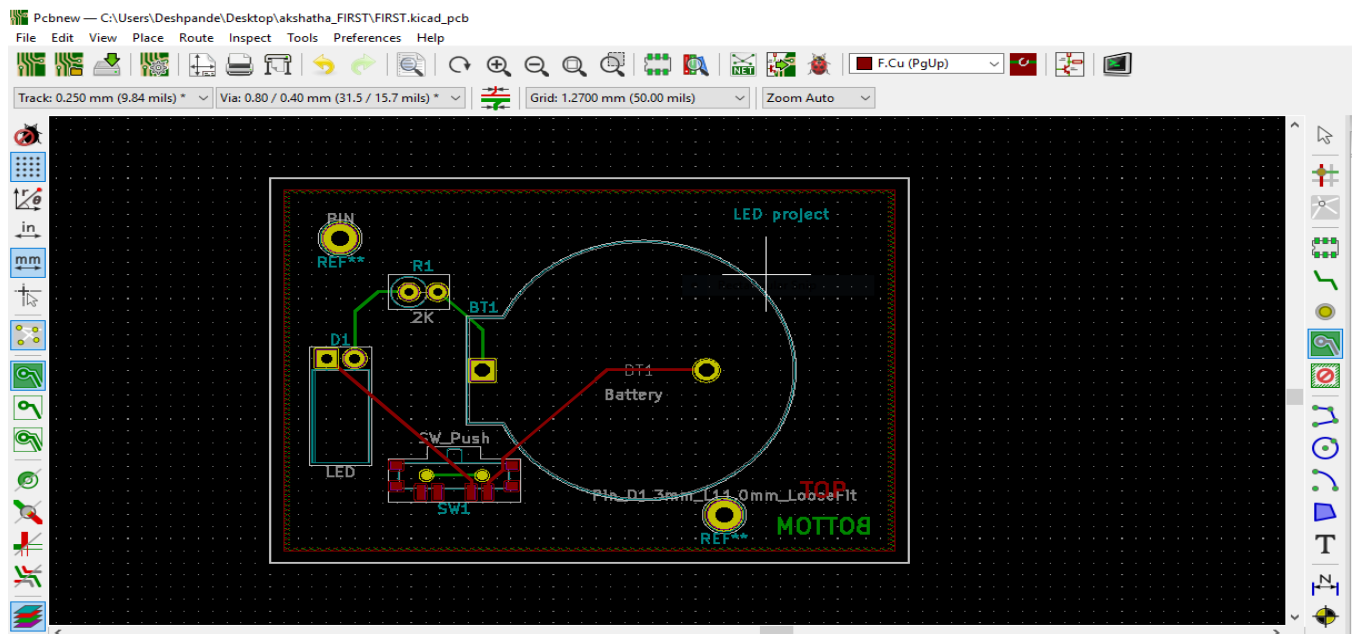 Pcbnew — C:\Users\Deshpande\Desktop\akshatha_FIRST\FIRST.kicad_pcb
File Edit View Place Route Inspect Tools Preferences Help
NET
F.Cu (PgUp)
Track: 0.250 mm (9.84 mils) * Via: 0.80 / 0.40 mm (31.5 / 15.7 mils) * Grid: 1.2700 mm (50.00 mils) Zoom Auto
in
mm
PIN
LED project
REF**
R1
2K
BT1
D1
BT1
Battery
SW_Push
LED
SW1
Pin_D1.3mm_L11.0mm_LooseFit
TOP
BOTTOM
REF**
T
N